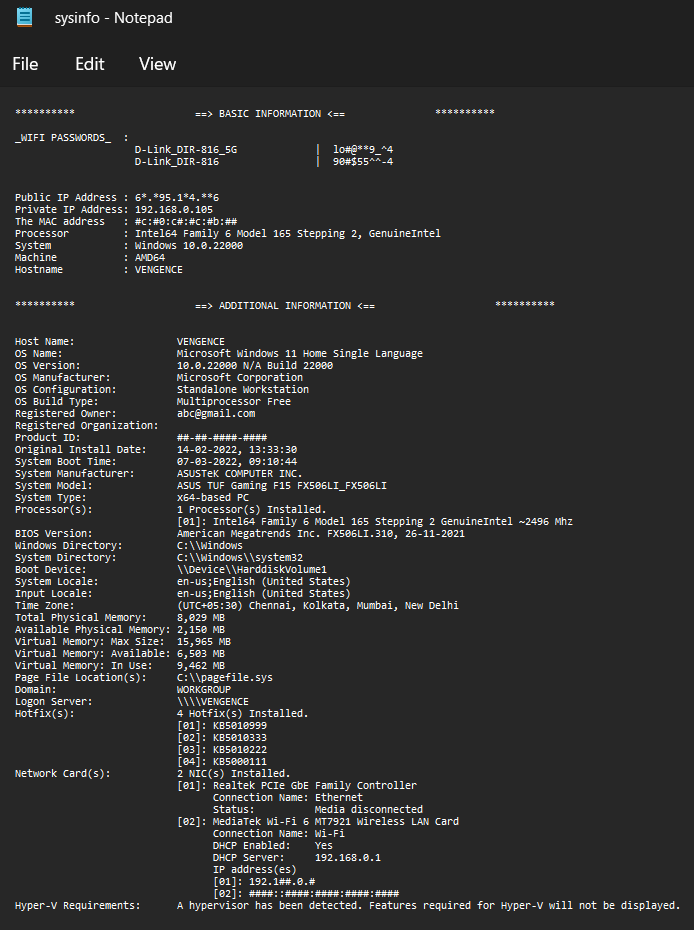 sysinfo - Notepad
File Edit View
********** ==> BASIC INFORMATION <== **********
_WIFI PASSWORDS_ :
D-Link_DIR-816_5G | lo#@**9_^4
D-Link_DIR-816 | 90#$55^^-4
Public IP Address : 6*.*95.1*4.**6
Private IP Address: 192.168.0.105
The MAC address : #c:#0:c#:#c:#b:##
Processor : Intel64 Family 6 Model 165 Stepping 2, GenuineIntel
System : Windows 10.0.22000
Machine : AMD64
Hostname : VENGENCE
********** ==> ADDITIONAL INFORMATION <== **********
Host Name: VENGENCE
OS Name: Microsoft Windows 11 Home Single Language
OS Version: 10.0.22000 N/A Build 22000
OS Manufacturer: Microsoft Corporation
OS Configuration: Standalone Workstation
OS Build Type: Multiprocessor Free
Registered Owner: abc@gmail.com
Registered Organization:
Product ID: ##-##-####-####
Original Install Date: 14-02-2022, 13:33:30
System Boot Time: 07-03-2022, 09:10:44
System Manufacturer: ASUSTeK COMPUTER INC.
System Model: ASUS TUF Gaming F15 FX506LI_FX506LI
System Type: x64-based PC
Processor(s): 1 Processor(s) Installed.
[01]: Intel64 Family 6 Model 165 Stepping 2 GenuineIntel ~2496 Mhz
BIOS Version: American Megatrends Inc. FX506LI.310, 26-11-2021
Windows Directory: C:\\Windows
System Directory: C:\\Windows\\system32
Boot Device: \\Device\\HarddiskVolume1
System Locale: en-us;English (United States)
Input Locale: en-us;English (United States)
Time Zone: (UTC+05:30) Chennai, Kolkata, Mumbai, New Delhi
Total Physical Memory: 8,029 MB
Available Physical Memory: 2,150 MB
Virtual Memory: Max Size: 15,965 MB
Virtual Memory: Available: 6,503 MB
Virtual Memory: In Use: 9,462 MB
Page File Location(s): C:\\pagefile.sys
Domain: WORKGROUP
Logon Server: \\\\VENGENCE
Hotfix(s): 4 Hotfix(s) Installed.
[01]: KB5010999
[02]: KB5010333
[03]: KB5010222
[04]: KB5000111
Network Card(s): 2 NIC(s) Installed.
[01]: Realtek PCIe GbE Family Controller
Connection Name: Ethernet
Status: Media disconnected
[02]: MediaTek Wi-Fi 6 MT7921 Wireless LAN Card
Connection Name: Wi-Fi
DHCP Enabled: Yes
DHCP Server: 192.168.0.1
IP address(es)
[01]: 192.1##.0.#
[02]: ####::####:####:####:####
Hyper-V Requirements: A hypervisor has been detected. Features required for Hyper-V will not be displayed.